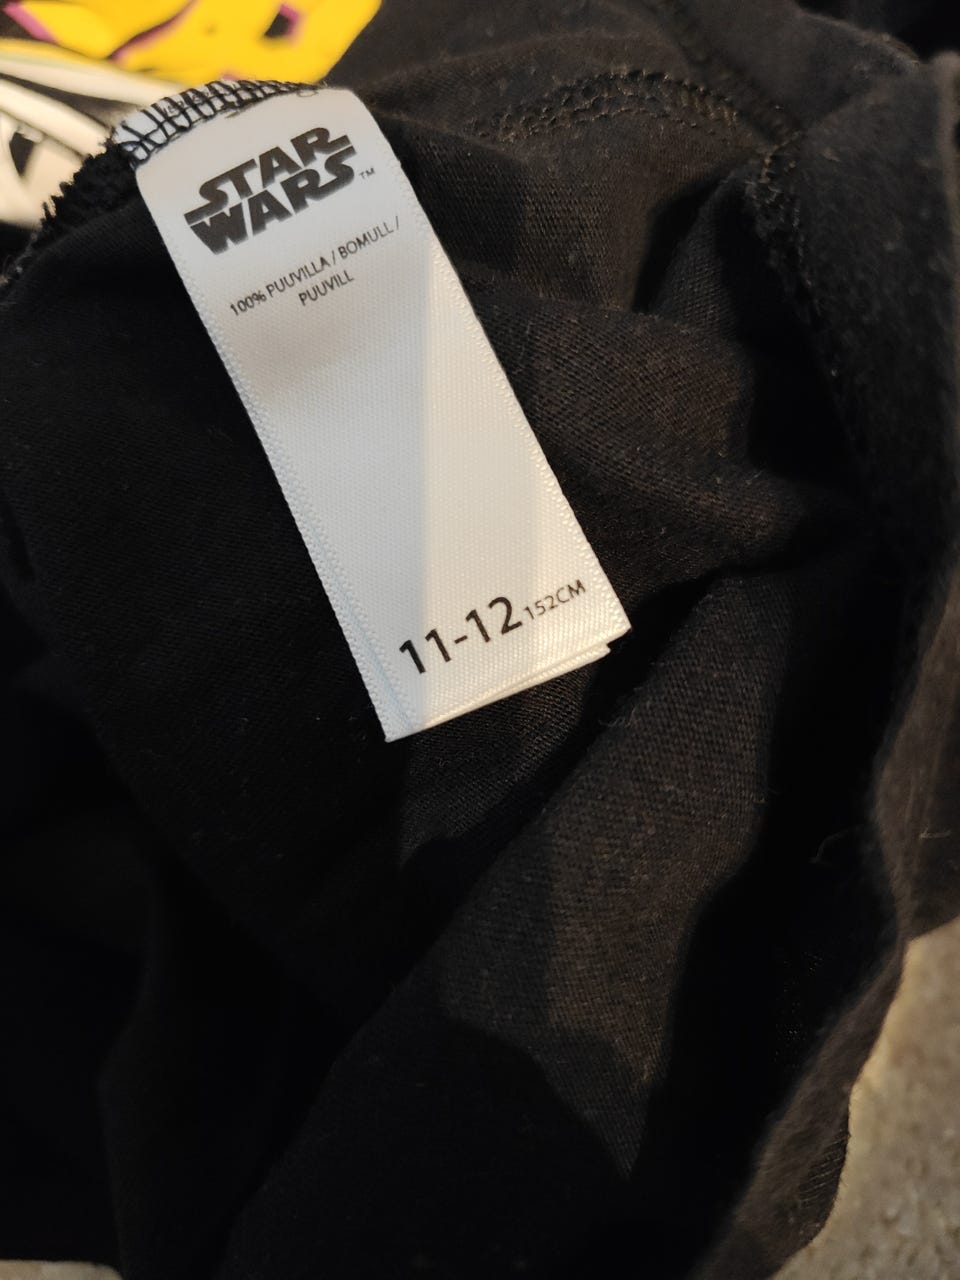 STAR
WARS™
100% PUUVILLA / BOMULL /
PUUVILL
11-12 152CM